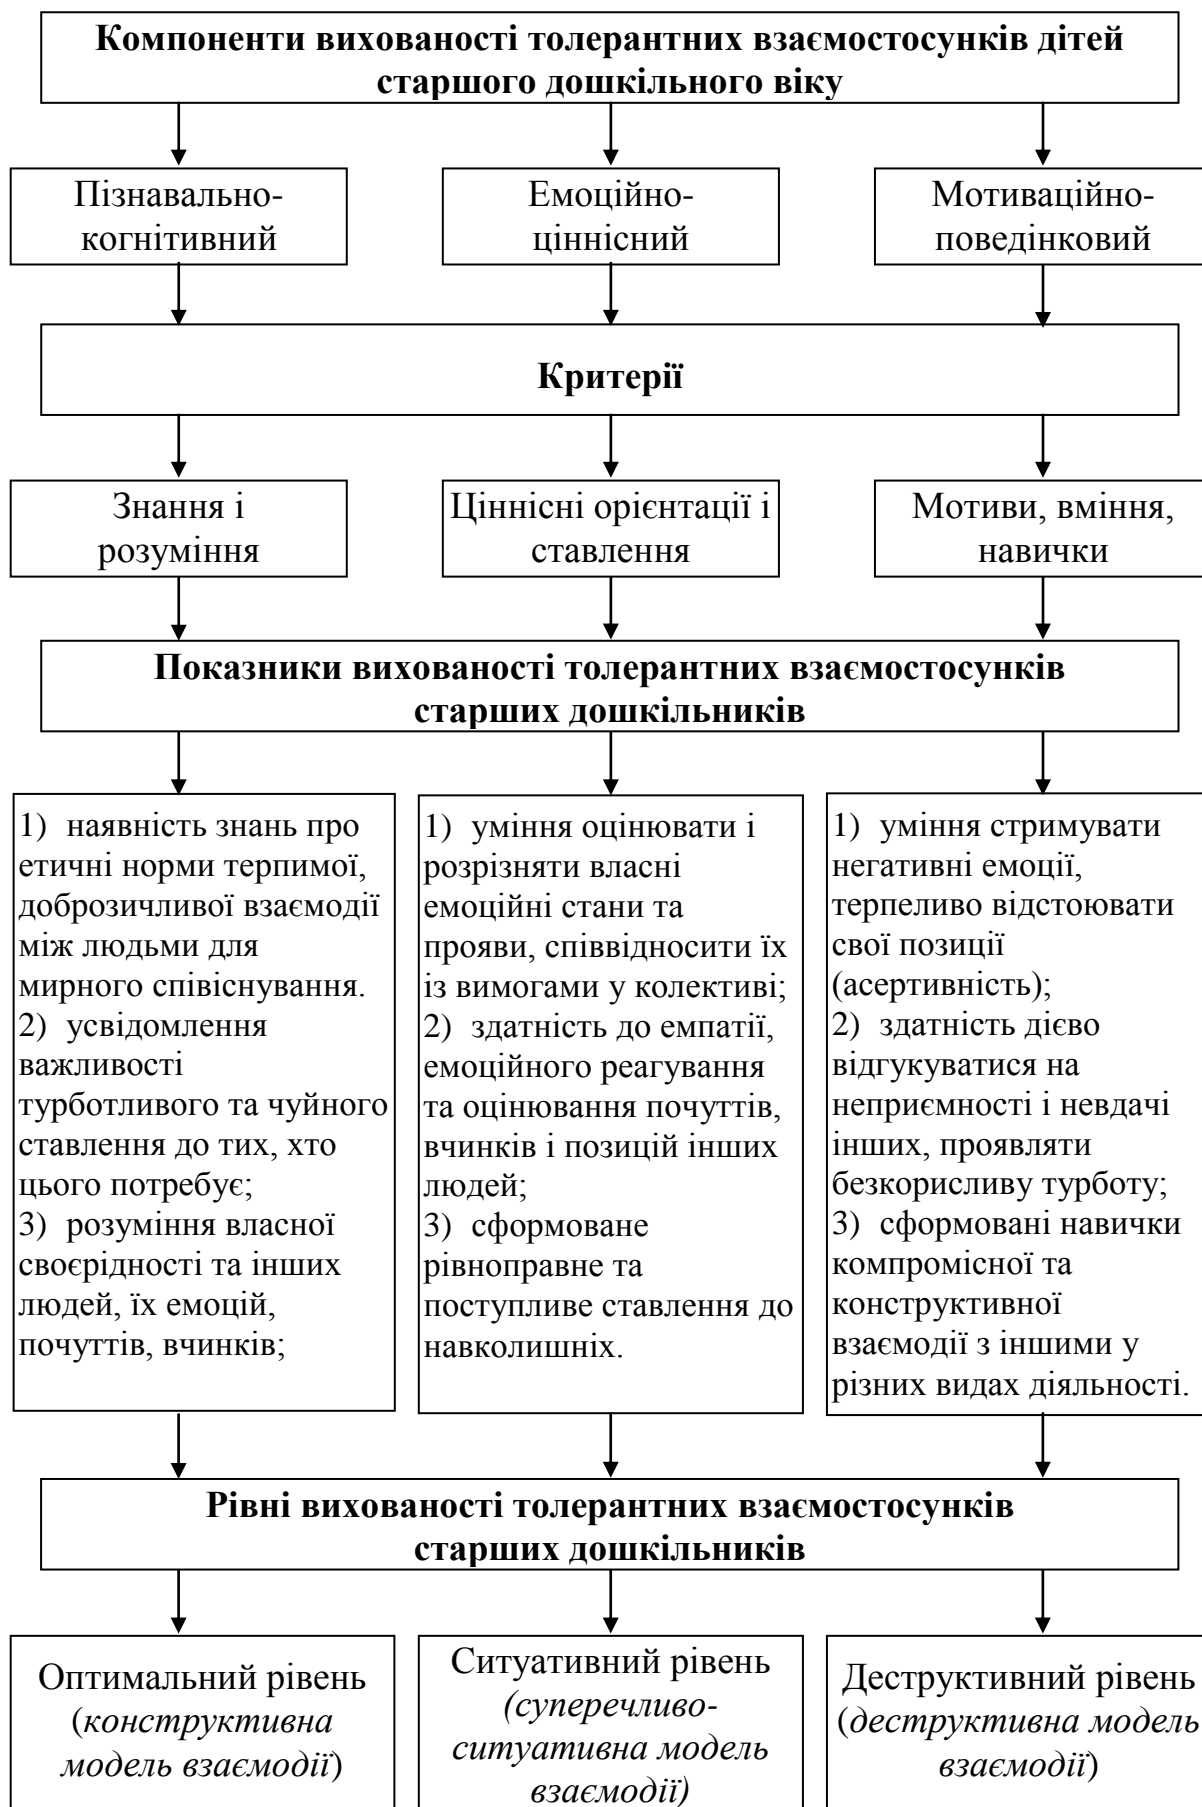 Компоненти вихованості толерантних взаємостосунків дітей
старшого дошкільного віку
Пізнавально-
когнітивний
Емоційно-
ціннісний
Мотиваційно-
поведінковий
Критерії
Знання і
розуміння
Ціннісні орієнтації і
ставлення
Мотиви, вміння,
навички
Показники вихованості толерантних взаємостосунків
старших дошкільників
1) наявність знань про
етичні норми терпимої,
доброзичливої взаємодії
між людьми для
мирного співіснування.
2) усвідомлення
важливості
турботливого та чуйного
ставлення до тих, хто
цього потребує;
3) розуміння власної
своєрідності та інших
людей, їх емоцій,
почуттів, вчинків;
1) уміння оцінювати і
розрізняти власні
емоційні стани та
прояви, співвідносити їх
із вимогами у колективі;
2) здатність до емпатії,
емоційного реагування
та оцінювання почуттів,
вчинків і позицій інших
людей;
3) сформоване
рівноправне та
поступливе ставлення до
навколишніх.
1) уміння стримувати
негативні емоції,
терпеливо відстоювати
свої позиції
(асертивність);
2) здатність дієво
відгукуватися на
неприємності і невдачі
інших, проявляти
безкорисливу турботу;
3) сформовані навички
компромісної та
конструктивної
взаємодії з іншими у
різних видах діяльності.
Рівні вихованості толерантних взаємостосунків
старших дошкільників
Оптимальний рівень
(конструктивна
модель взаємодії)
Ситуативний рівень
(суперечливо-
ситуативна модель
взаємодії)
Деструктивний рівень
(деструктивна модель
взаємодії)